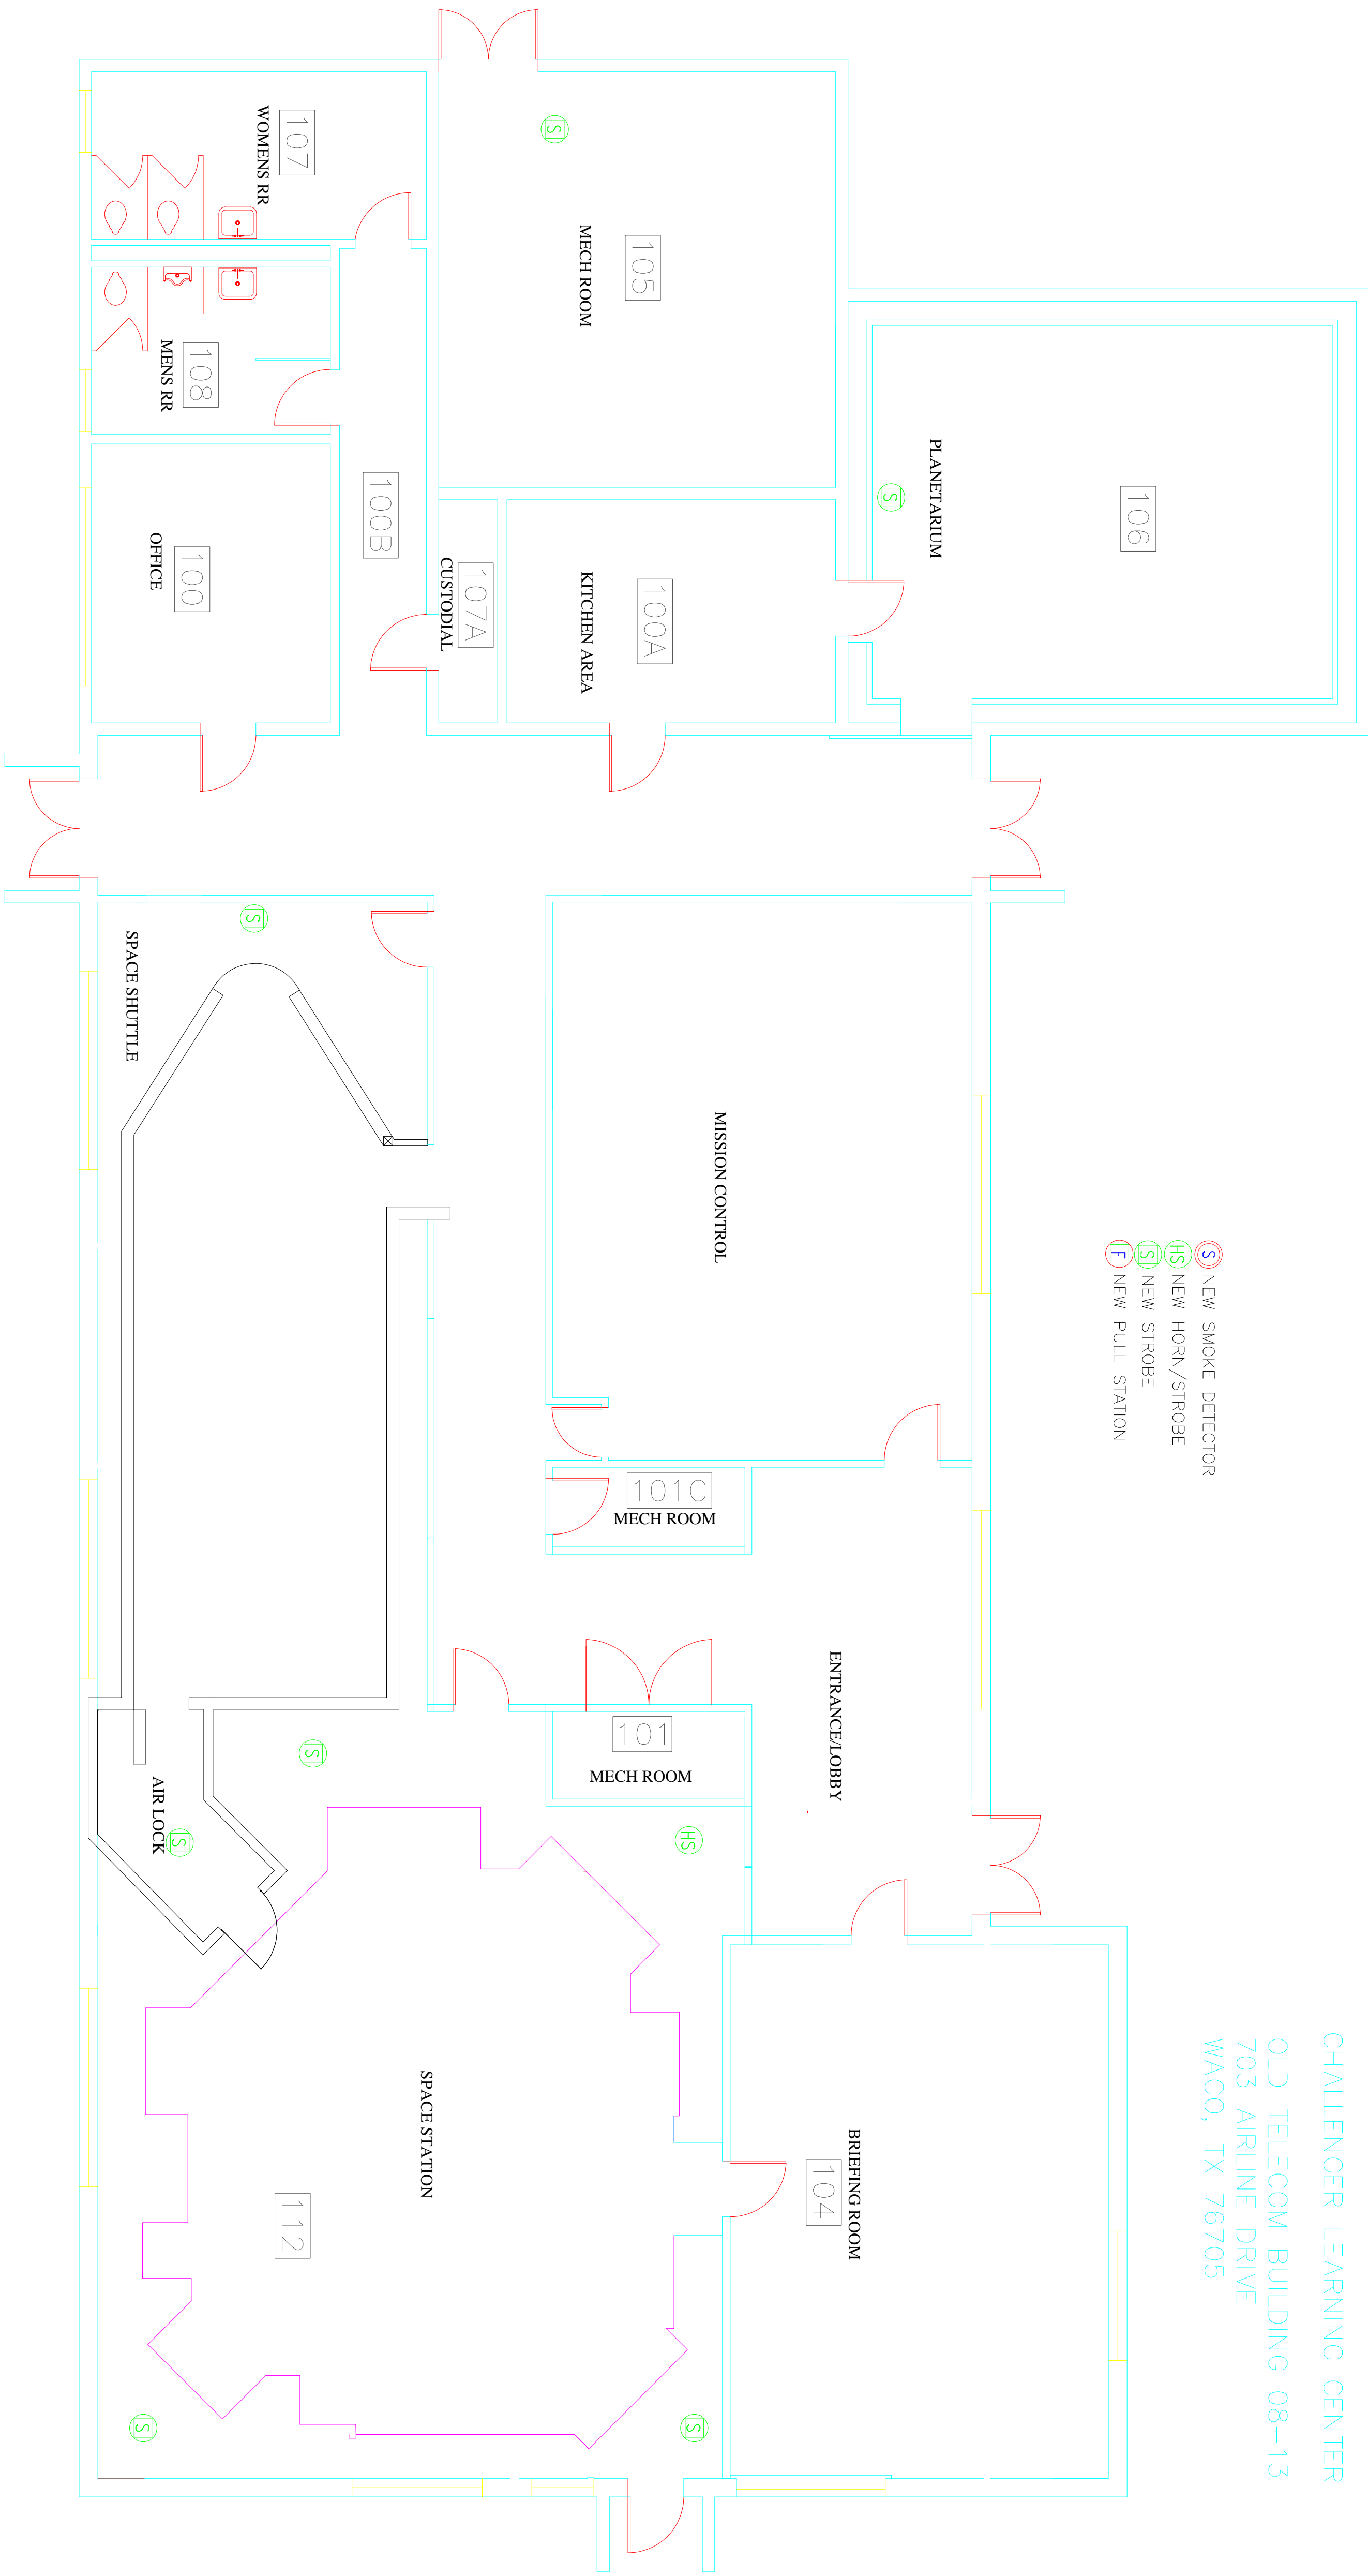 CHALLENGER LEARNING CENTER
OLD TELECOM BUILDING 08-13
703 AIRLINE DRIVE
WACO, TX 76705
S NEW SMOKE DETECTOR
HS NEW HORN/STROBE
S NEW STROBE
F NEW PULL STATION
106
PLANETARIUM
S
105
MECH ROOM
S
100A
KITCHEN AREA
107A
CUSTODIAL
100B
107
WOMENS RR
108
MENS RR
100
OFFICE
MISSION CONTROL
101C
MECH ROOM
ENTRANCE/LOBBY
101
MECH ROOM
BRIEFING ROOM
104
HS
S
SPACE SHUTTLE
S
S
AIR LOCK
SPACE STATION
112
S
S